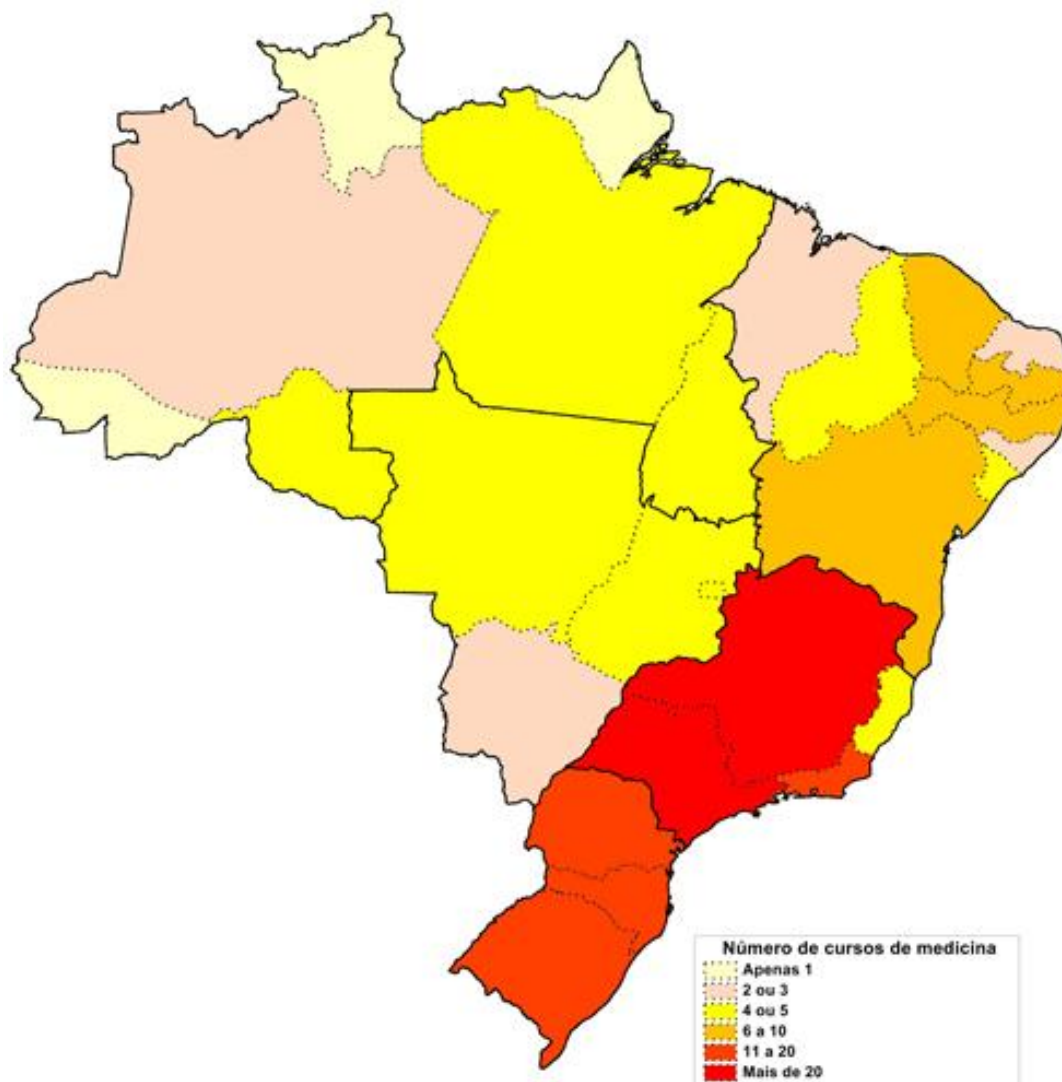 Número de cursos de medicina
Apenas 1
2 ou 3
4 ou 5
6 a 10
11 a 20
Mais de 20